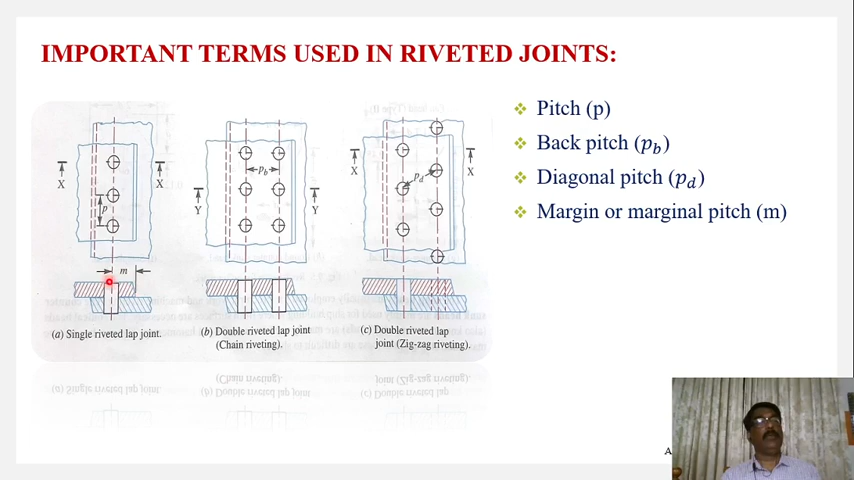 IMPORTANT TERMS USED IN RIVETED JOINTS:
❖ Pitch (p)
❖ Back pitch (p_b)
❖ Diagonal pitch (p_d)
❖ Margin or marginal pitch (m)
X X
p
m
Y Y
p_b
X X
p_d
(a) Single riveted lap joint.
(b) Double riveted lap joint
(Chain riveting).
(c) Double riveted lap
joint (Zig-zag riveting).
A